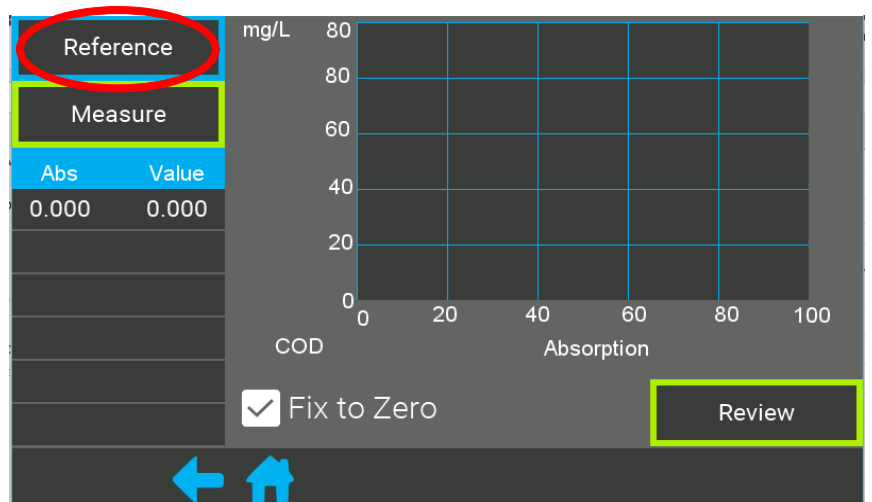 Reference
Measure
Abs Value
0.000 0.000
mg/L 80
80
60
40
20
0
0 20 40 60 80 100
COD Absorption
Fix to Zero
Review